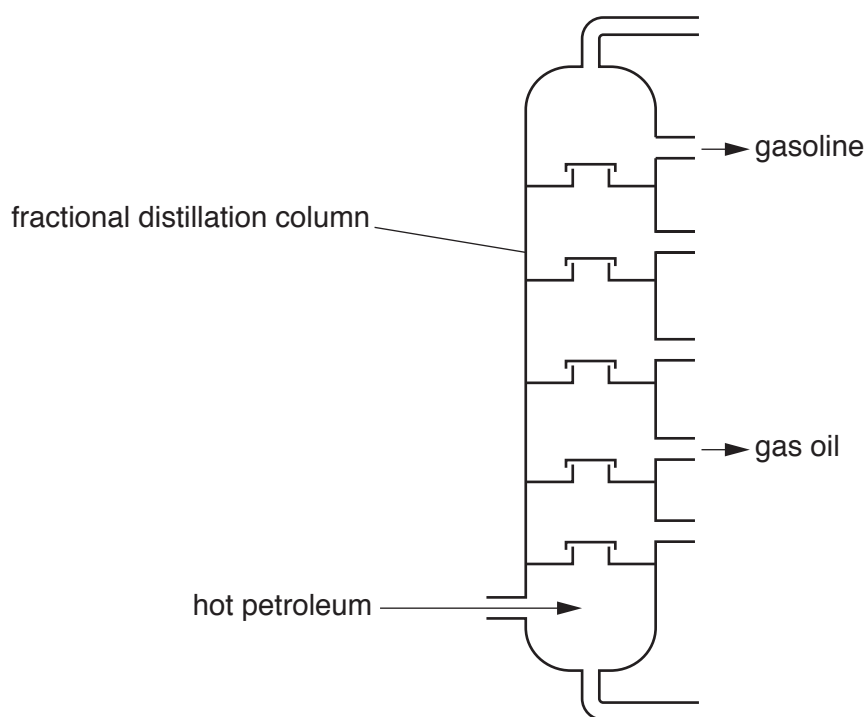 gasoline
fractional distillation column
gas oil
hot petroleum